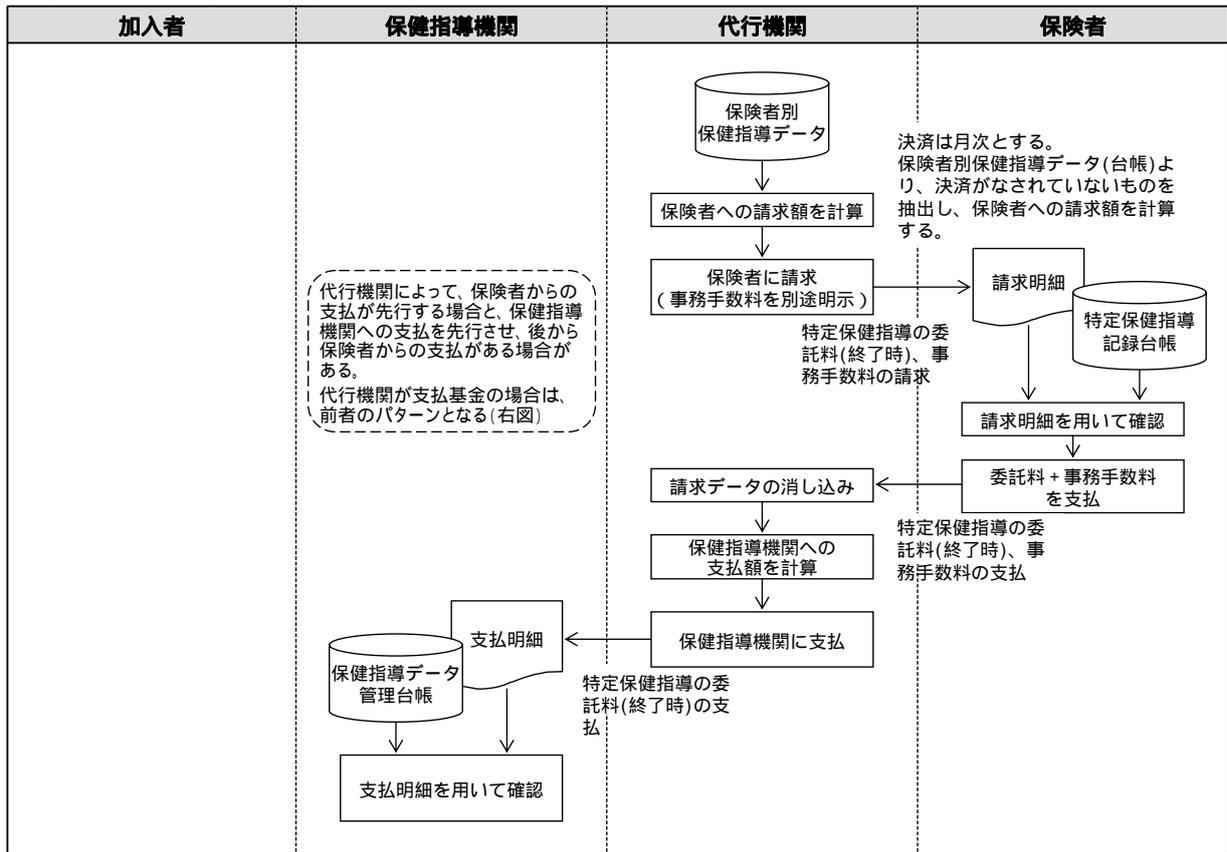 加入者
保健指導機関
代行機関
保険者
保険者別
保健指導データ
決済は月次とする。
保険者別保健指導データ(台帳)よ
り、決済がなされていないものを
抽出し、保険者への請求額を計算
する。
保険者への請求額を計算
保険者に請求
(事務手数料を別途明示)
請求明細
特定保健指導
記録台帳
代行機関によって、保険者からの
支払が先行する場合と、保健指導
機関への支払を先行させ、後から
保険者からの支払がある場合が
ある。
代行機関が支払基金の場合は、
前者のパターンとなる(右図)
特定保健指導の委
託料(終了時)、事
務手数料の請求
請求明細を用いて確認
請求データの消し込み
委託料+事務手数料
を支払
特定保健指導の委
託料(終了時)、事
務手数料の支払
保健指導機関への
支払額を計算
保健指導機関に支払
支払明細
保健指導データ
管理台帳
特定保健指導の委
託料(終了時)の支
払
支払明細を用いて確認